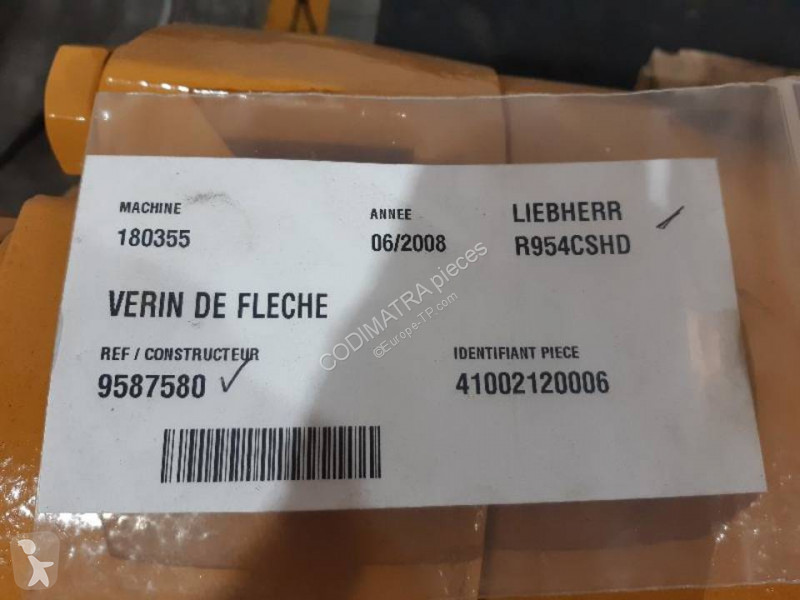 MACHINE
180355
ANNEE
06/2008
LIEBHERR
R954CSHD
VERIN DE FLECHE
REF / CONSTRUCTEUR
9587580
IDENTIFIANT PIECE
41002120006
CODIMATRA pieces
©Europe-TP.com